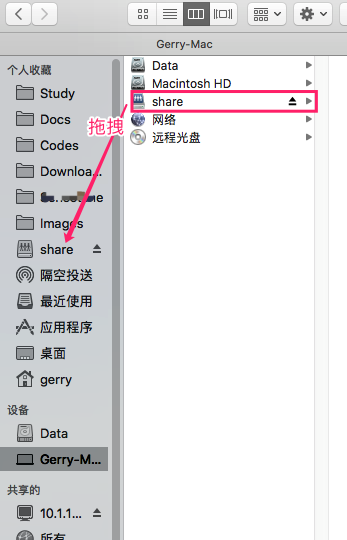 Gerry-Mac
个人收藏
Study
Docs
Codes
Downloa...
Images
share
隔空投送
最近使用
应用程序
桌面
gerry
设备
Data
Gerry-M...
共享的
10.1.1...
所有...
Data
Macintosh HD
share
网络
远程光盘
拖拽